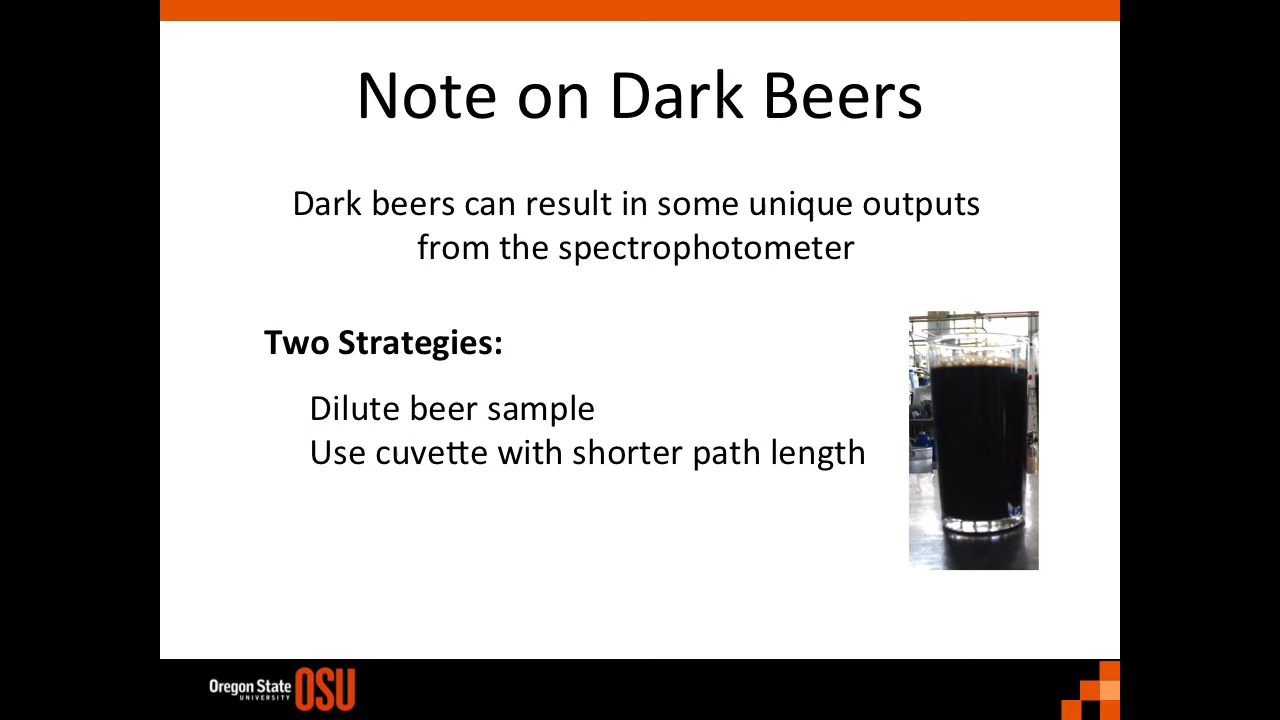 Note on Dark Beers
Dark beers can result in some unique outputs
from the spectrophotometer
Two Strategies:
Dilute beer sample
Use cuvette with shorter path length
Oregon State
UNIVERSITY
OSU